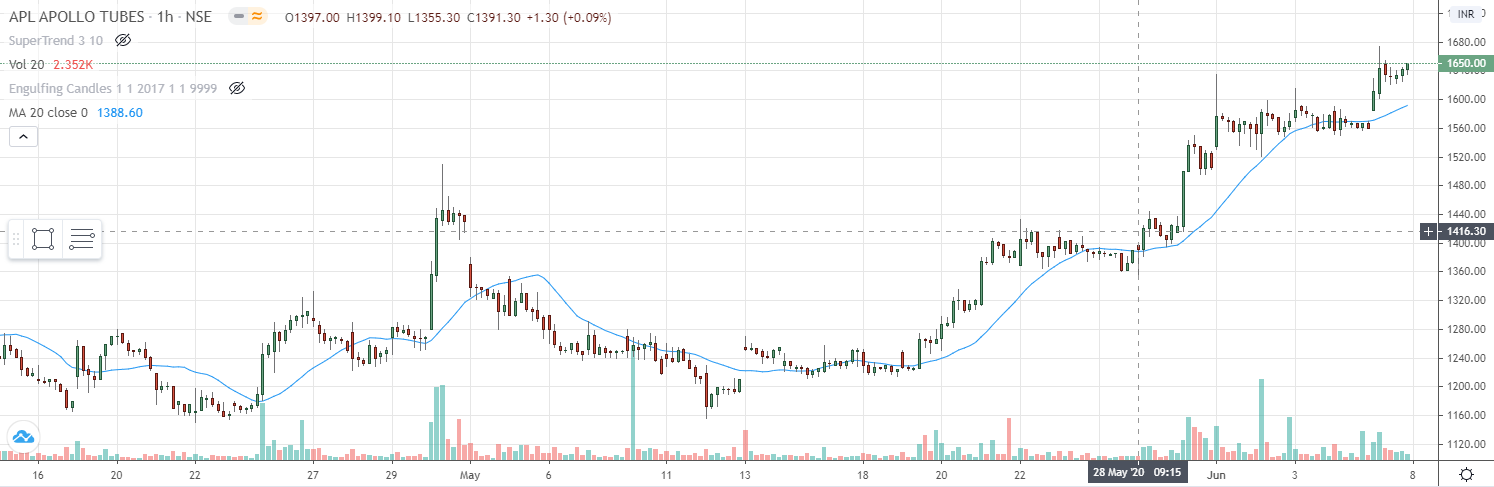 APL APOLLO TUBES · 1h · NSE O1397.00 H1399.10 L1355.30 C1391.30 +1.30 (+0.09%)
SuperTrend 3 10
Vol 20 2.352K
Engulfing Candles 1 1 2017 1 1 9999
MA 20 close 0 1388.60
INR
1680.00
1650.00
1600.00
1560.00
1520.00
1480.00
1440.00
1416.30
1400.00
1360.00
1320.00
1280.00
1240.00
1200.00
1160.00
1120.00
16 20 22 27 29 May 6 11 13 18 20 22 28 May '20 09:15 Jun 3 8